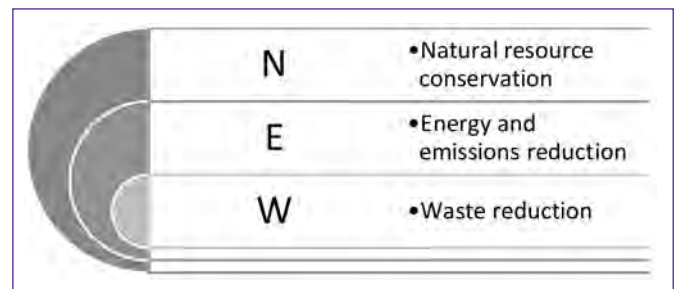 N
•Natural resource
conservation
E
•Energy and
emissions reduction
W
•Waste reduction